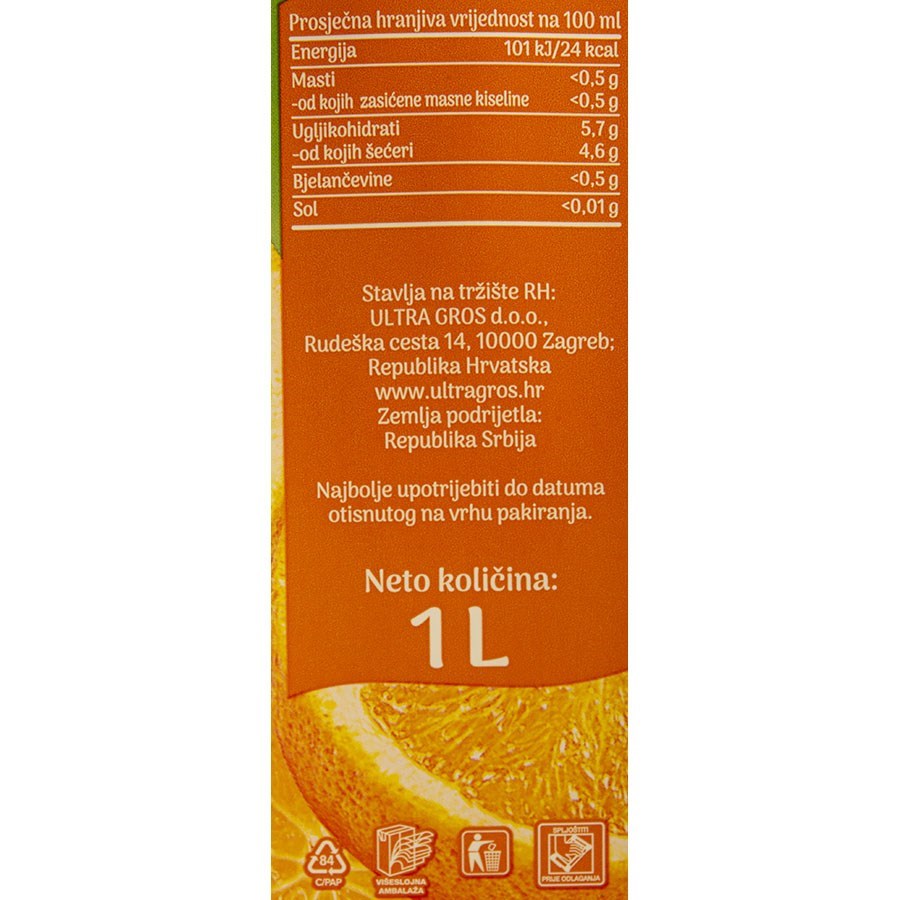 Prosječna hranjiva vrijednost na 100 ml
Energija 101 kJ/24 kcal
Masti <0,5 g
-od kojih zasićene masne kiseline <0,5 g
Ugljikohidrati 5,7 g
-od kojih šećeri 4,6 g
Bjelančevine <0,5 g
Sol <0,01 g
Stavlja na tržište RH:
ULTRA GROS d.o.o.,
Rudeška cesta 14, 10000 Zagreb;
Republika Hrvatska
www.ultragros.hr
Zemlja podrijetla:
Republika Srbija
Najbolje upotrijebiti do datuma
otisnutog na vrhu pakiranja.
Neto količina:
1 L
84
C/PAP
VIŠESLOJNA
AMBALAŽA
SPLJOŠTITI
PRIJE ODLAGANJA